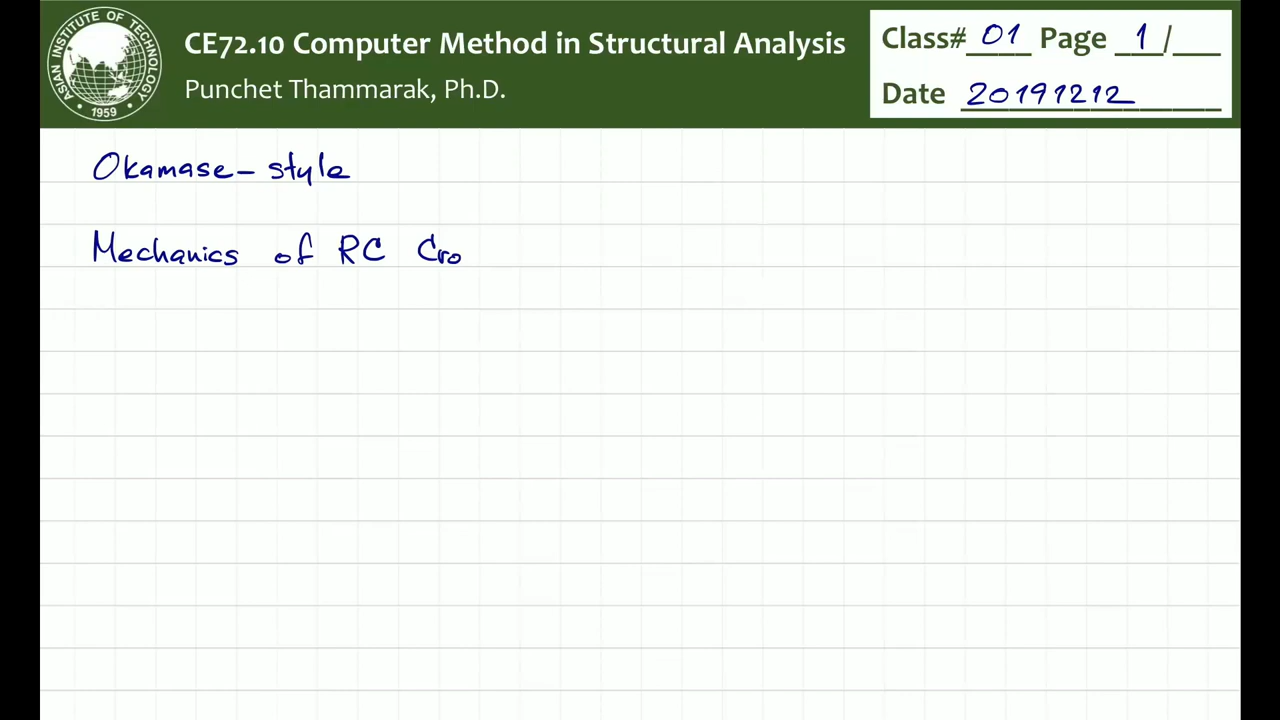 ASIAN INSTITUTE OF TECHNOLOGY
1959
CE72.10 Computer Method in Structural Analysis
Punchet Thammarak, Ph.D.
Class# 01 Page 1/
Date 20191212
Okamase - style
Mechanics of RC Cro